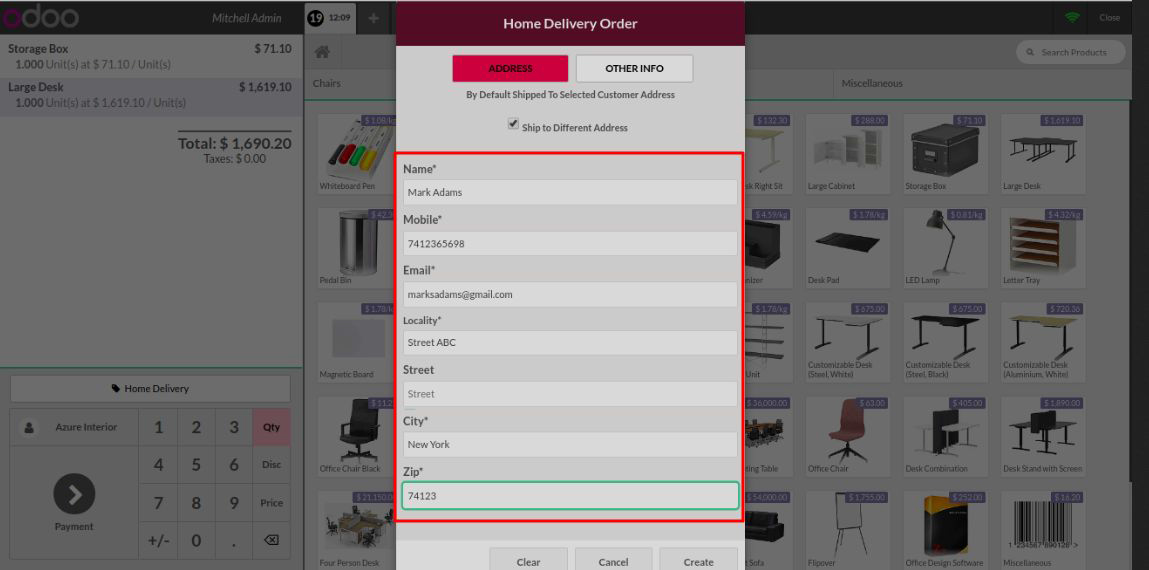 odoo
Mitchell Admin
19 12:09
Close
Storage Box $ 71.10
1.000 Unit(s) at $ 71.10 / Unit(s)
Large Desk $ 1,619.10
1.000 Unit(s) at $ 1,619.10 / Unit(s)
Total: $ 1,690.20
Taxes: $ 0.00
Home Delivery
Azure Interior
1 2 3 Qty
4 5 6 Disc
7 8 9 Price
+/- 0 .
Payment
Home Delivery Order
ADDRESS
OTHER INFO
By Default Shipped To Selected Customer Address
Ship to Different Address
Name*
Mark Adams
Mobile*
7412365698
Email*
marksadams@gmail.com
Locality*
Street ABC
Street
Street
City*
New York
Zip*
74123
Clear
Cancel
Create
Search Products
Chairs
Miscellaneous
$ 1.08/kg
Whiteboard Pen
$ 132.30
sk Right Sit
$ 288.00
Large Cabinet
$ 71.10
Storage Box
$ 1,619.10
Large Desk
$ 42.3
Pedal Bin
$ 4.59/kg
nizer
$ 1.78/kg
Desk Pad
$ 0.81/kg
LED Lamp
$ 4.32/kg
Letter Tray
$ 1.78/k
Magnetic Board
$ 1.78/kg
Unit
$ 675.00
Customizable Desk
(Steel, White)
$ 675.00
Customizable Desk
(Steel, Black)
$ 720.36
Customizable Desk
(Aluminium, White)
$ 11.2
Office Chair Black
$ 36,000.00
ting Table
$ 63.00
Office Chair
$ 405.00
Desk Combination
$ 1,890.00
Desk Stand with Screen
$ 21,150.
Four Person Desk
$ 54,000.00
Sofa
$ 1,755.00
Flipover
$ 252.00
Office Design Software
$ 16.20
Miscellaneous